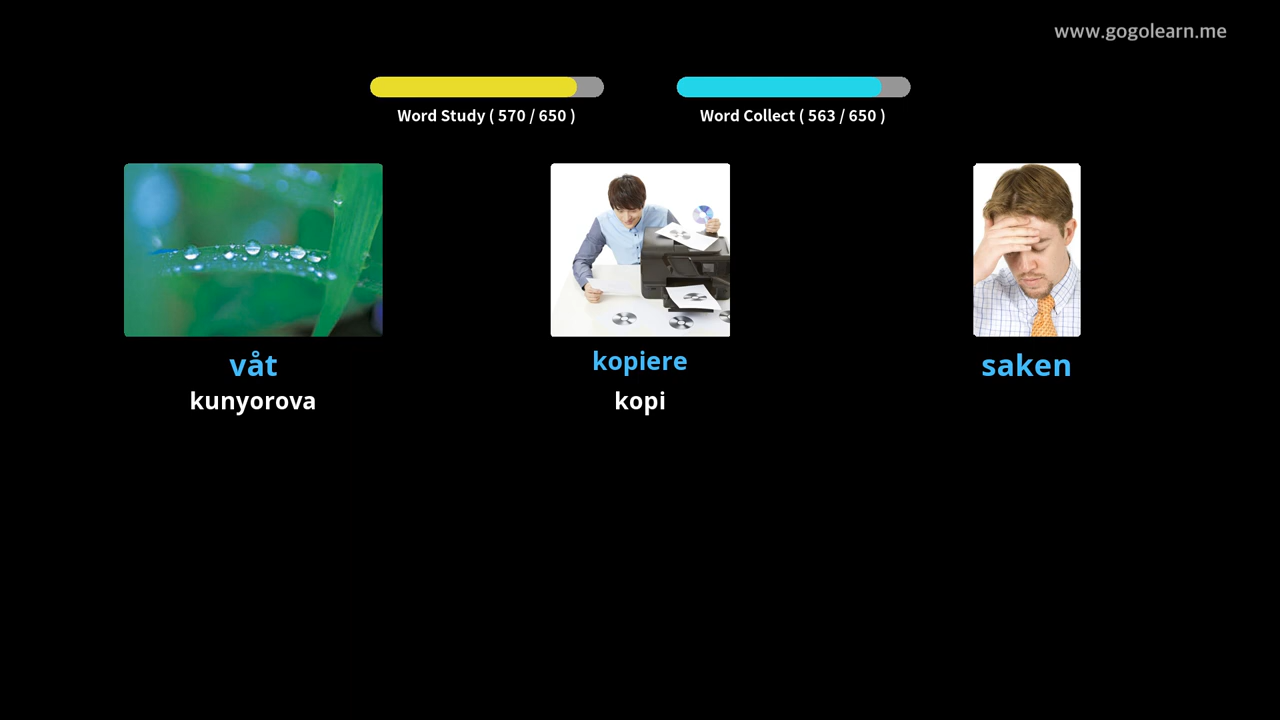 www.gogolearn.me
Word Study ( 570 / 650 )
Word Collect ( 563 / 650 )
våt
kunyorova
kopiere
kopi
saken